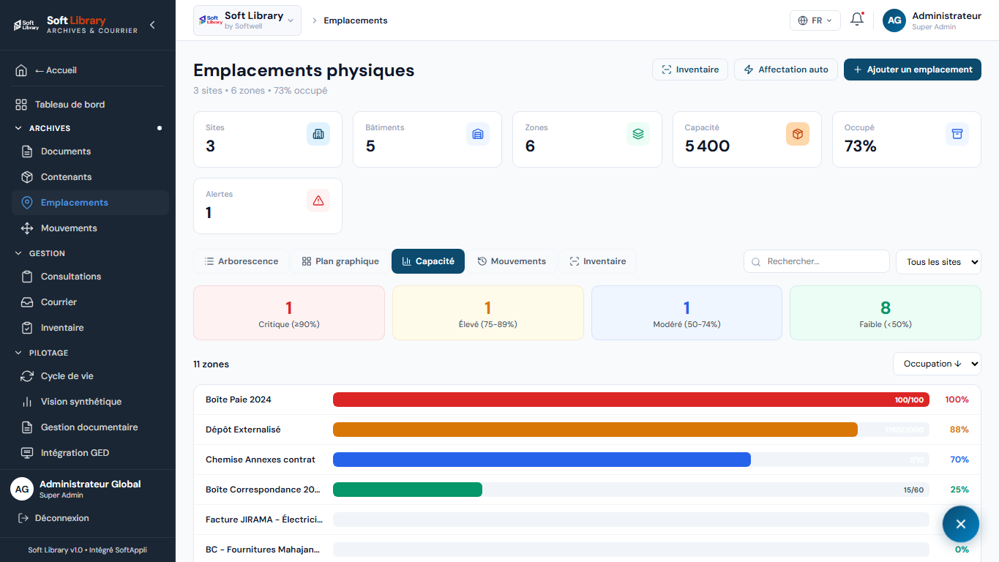 Soft Library
Soft Library
ARCHIVES & COURRIER
← Accueil
Tableau de bord
ARCHIVES
Documents
Contenants
Emplacements
Mouvements
GESTION
Consultations
Courrier
Inventaire
PILOTAGE
Cycle de vie
Vision synthétique
Gestion documentaire
Intégration GED
AG
Administrateur Global
Super Admin
Déconnexion
Soft Library v1.0 • Intégré SoftAppli
Soft Library
Soft Library
by Softwell
Emplacements
FR
AG
Administrateur
Super Admin
Emplacements physiques
3 sites • 6 zones • 73% occupé
Inventaire
Affectation auto
Ajouter un emplacement
Sites
3
Bâtiments
5
Zones
6
Capacité
5 400
Occupé
73%
Alertes
1
Arborescence
Plan graphique
Capacité
Mouvements
Inventaire
Rechercher...
Tous les sites
1
Critique (≥90%)
1
Élevé (75-89%)
1
Modéré (50-74%)
8
Faible (<50%)
11 zones
Occupation ↓
Boîte Paie 2024
100/100
100%
Dépôt Externalisé
1760/2000
88%
Chemise Annexes contrat
7/10
70%
Boîte Correspondance 20...
15/60
25%
Facture JIRAMA - Électrici...
BC - Fournitures Mahajan...
0%